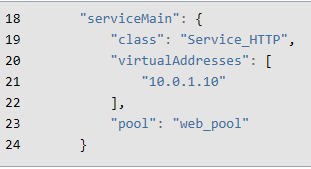 18 "serviceMain": {
19 "class": "Service_HTTP",
20 "virtualAddresses": [
21 "10.0.1.10"
22 ],
23 "pool": "web_pool"
24 }